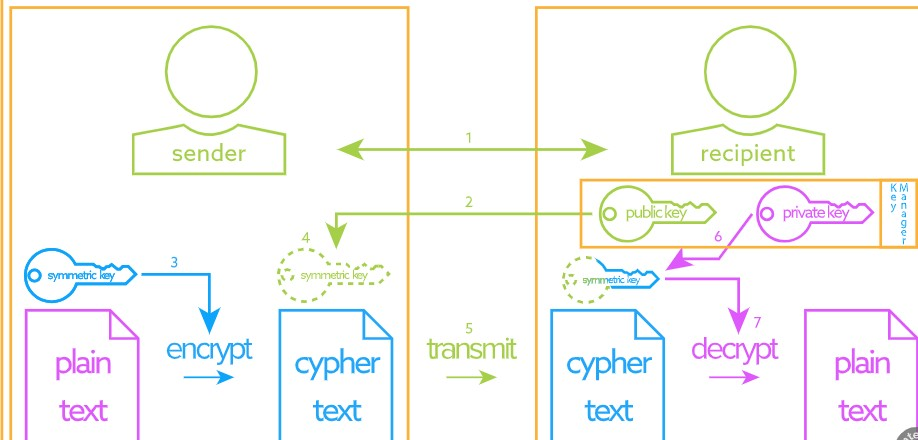 sender
1
recipient
2
public key
private key
Key
Manager
3
4
6
symmetric key
symmetric key
symmetric key
5
7
plain
text
encrypt
cypher
text
transmit
cypher
text
decrypt
plain
text